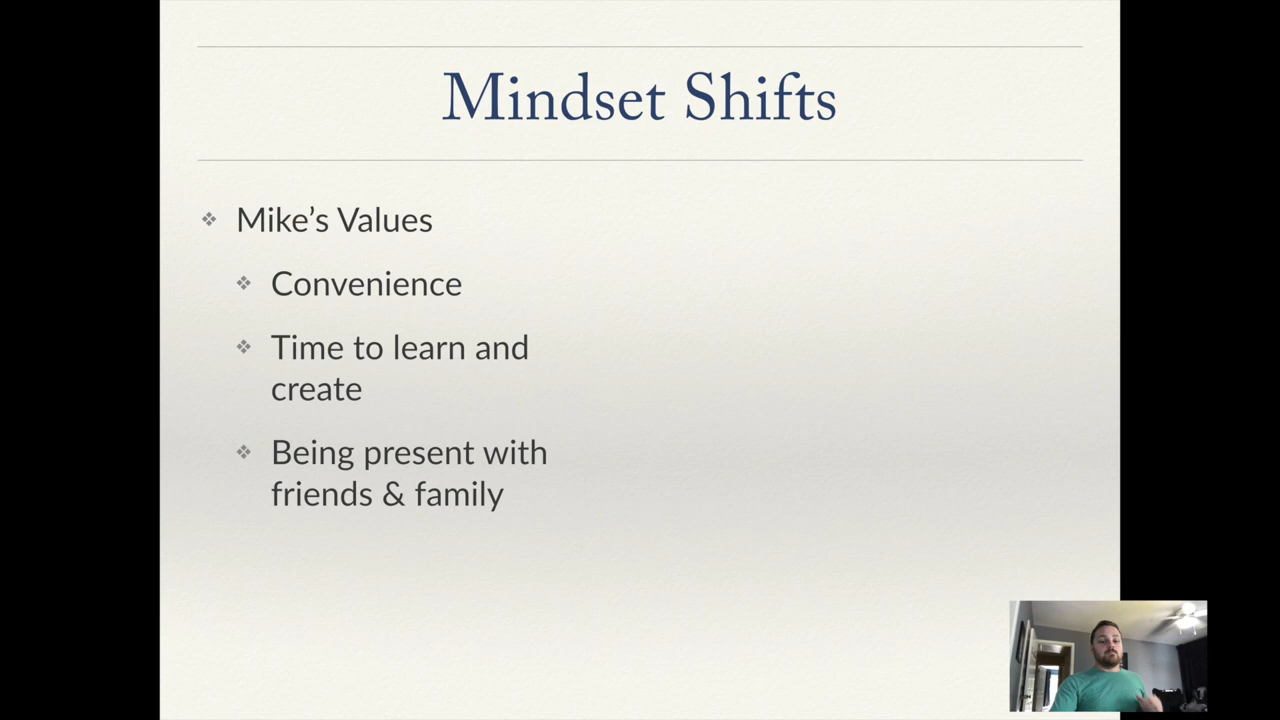 Mindset Shifts
Mike’s Values
Convenience
Time to learn and
create
Being present with
friends & family